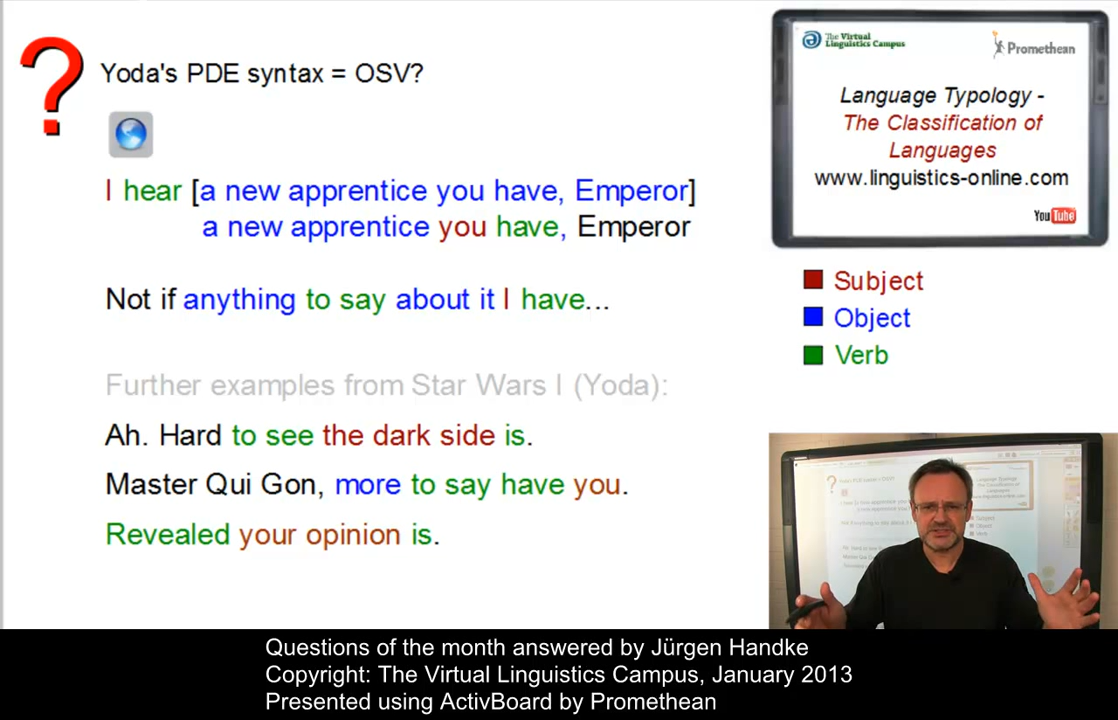 ?
Yoda's PDE syntax = OSV?
I hear [a new apprentice you have, Emperor]
a new apprentice you have, Emperor
Not if anything to say about it I have...
Further examples from Star Wars I (Yoda):
Ah. Hard to see the dark side is.
Master Qui Gon, more to say have you.
Revealed your opinion is.
The Virtual
Linguistics Campus
Promethean
Language Typology -
The Classification of
Languages
www.linguistics-online.com
YouTube
Subject
Object
Verb
Questions of the month answered by Jürgen Handke
Copyright: The Virtual Linguistics Campus, January 2013
Presented using ActivBoard by Promethean